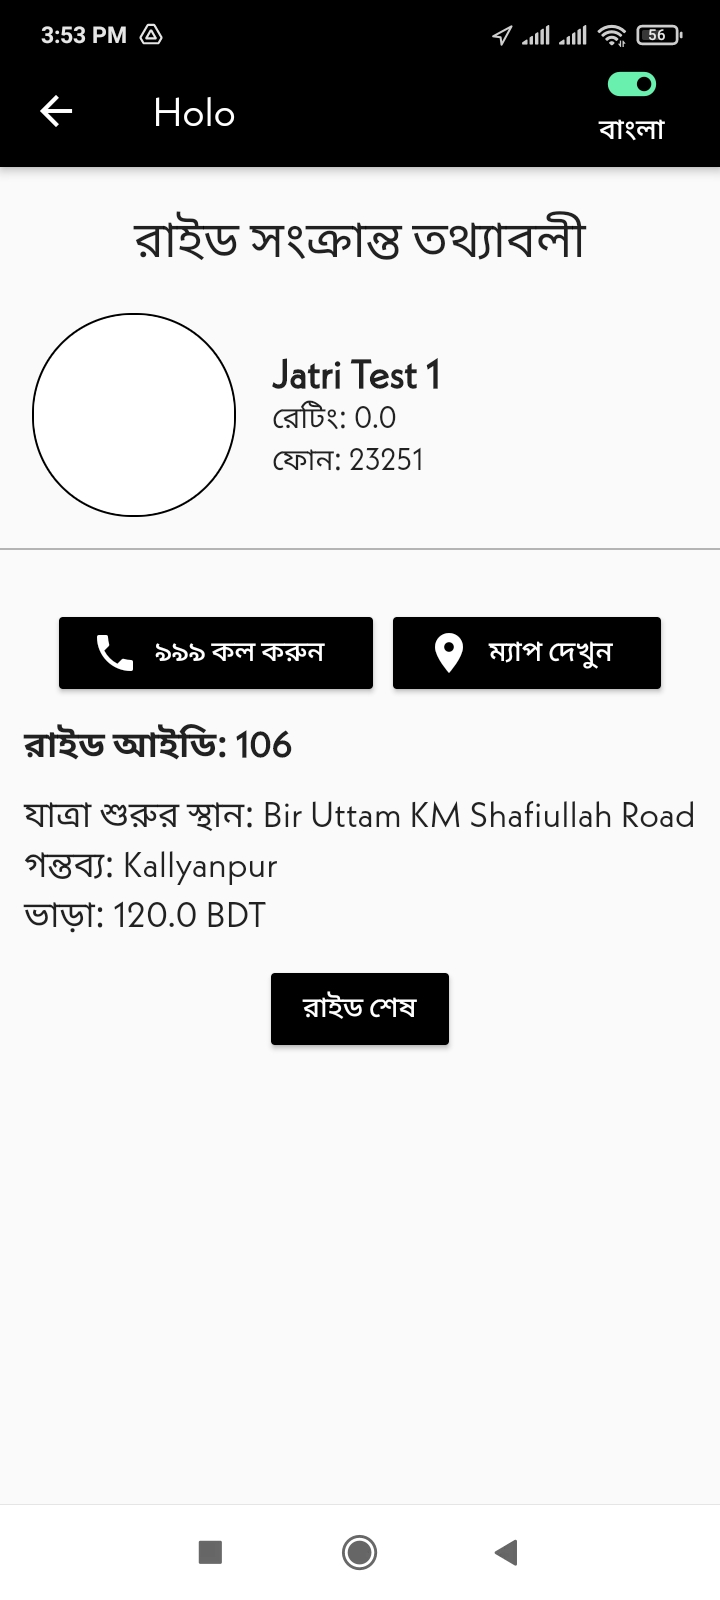 3:53 PM 56
Holo
বাংলা
রাইড সংক্রান্ত তথ্যাবলী
Jatri Test 1
রেটিং: 0.0
ফোন: 23251
৯৯৯ কল করুন ম্যাপ দেখুন
রাইড আইডি: 106
যাত্রা শুরুর স্থান: Bir Uttam KM Shafiullah Road
গন্তব্য: Kallyanpur
ভাড়া: 120.0 BDT
রাইড শেষ